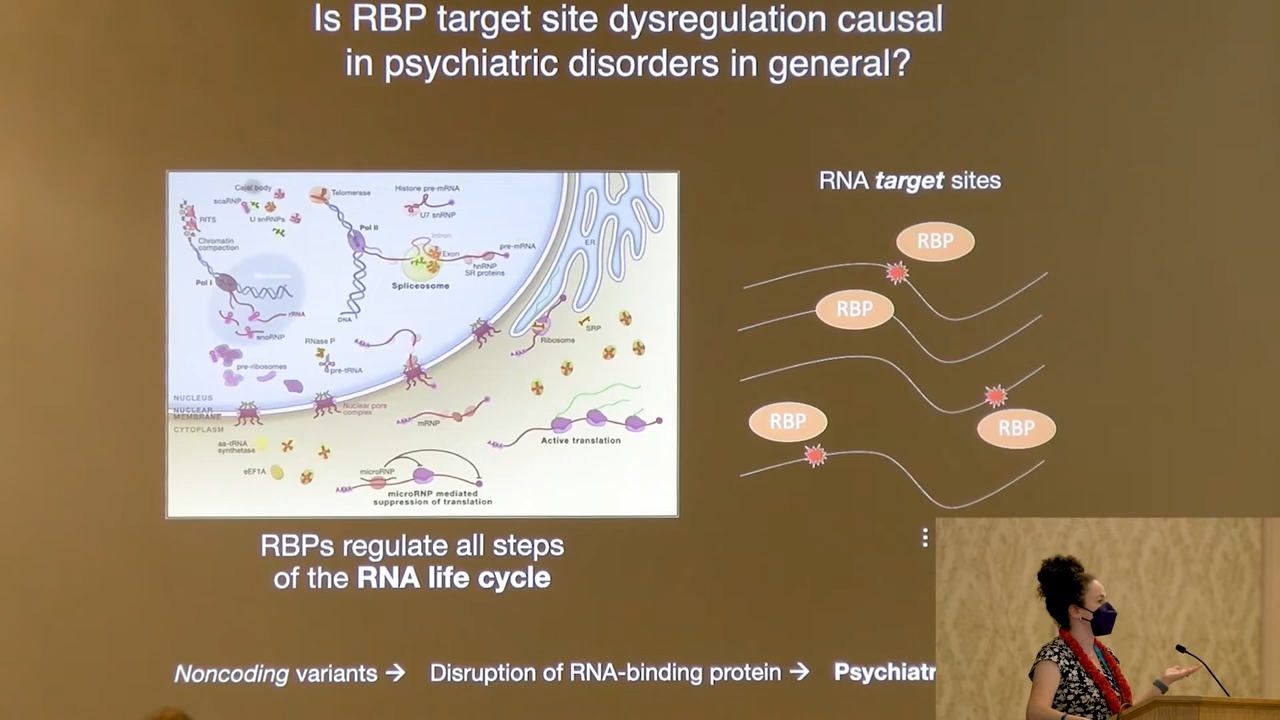 Is RBP target site dysregulation causal
in psychiatric disorders in general?
Cajal body
scaRNP
U snRNPs
RITS
Chromatin
compaction
Pol I
rRNA
snoRNP
pre-ribosomes
Telomerase
Pol II
DNA
Histone pre-mRNA
U7 snRNP
Intron
Exon
pre-mRNA
hnRNP
SR proteins
Spliceosome
ER
RNase P
pre-tRNA
Ribosome
SRP
NUCLEUS
NUCLEAR
MEMBRANE
CYTOPLASM
Nuclear pore
complex
mRNP
Active translation
aa-tRNA
synthetase
eEF1A
microRNP
microRNP mediated
suppression of translation
RBPs regulate all steps
of the RNA life cycle
RNA target sites
RBP
RBP
RBP
RBP
Noncoding variants → Disruption of RNA-binding protein → Psychiatr